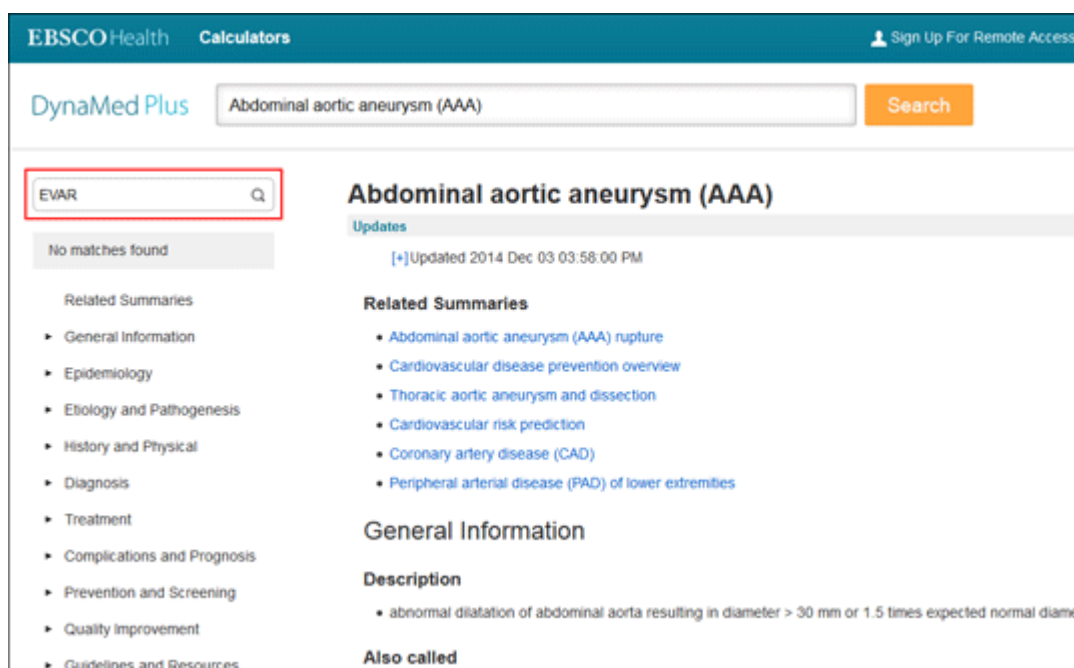 EBSCO Health Calculators Sign Up For Remote Access
DynaMed Plus Abdominal aortic aneurysm (AAA) Search
EVAR
No matches found
Related Summaries
► General Information
► Epidemiology
► Etiology and Pathogenesis
► History and Physical
► Diagnosis
► Treatment
► Complications and Prognosis
► Prevention and Screening
► Quality Improvement
► Guidelines and Resources
Abdominal aortic aneurysm (AAA)
Updates
[+]Updated 2014 Dec 03 03:58:00 PM
Related Summaries
• Abdominal aortic aneurysm (AAA) rupture
• Cardiovascular disease prevention overview
• Thoracic aortic aneurysm and dissection
• Cardiovascular risk prediction
• Coronary artery disease (CAD)
• Peripheral arterial disease (PAD) of lower extremities
General Information
Description
• abnormal dilatation of abdominal aorta resulting in diameter > 30 mm or 1.5 times expected normal diame
Also called